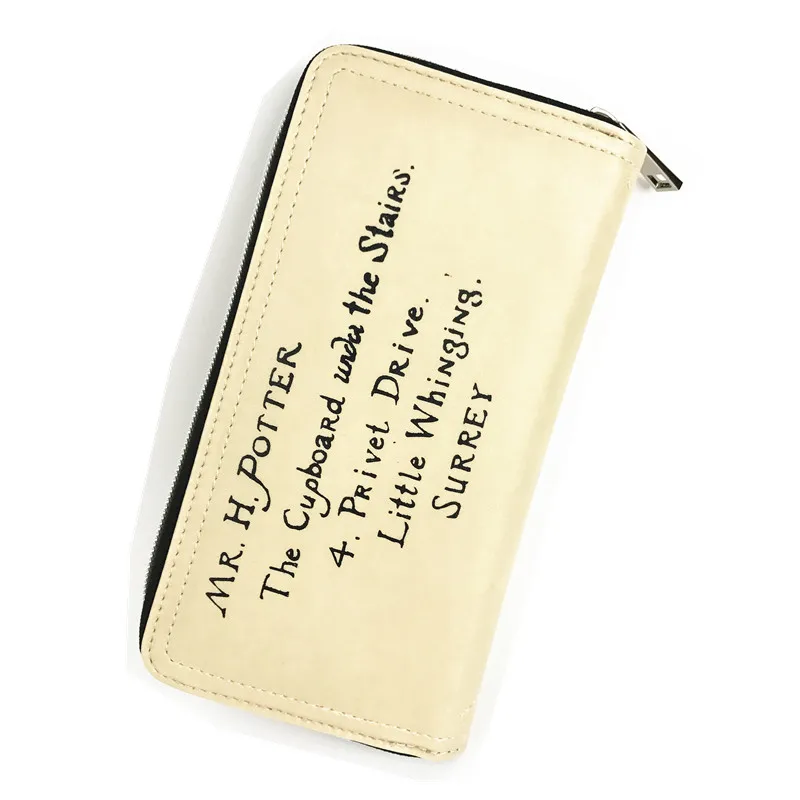 MR. H. POTTER
The Cupboard under the Stairs.
4. Privet Drive.
Little Whinging.
SURREY